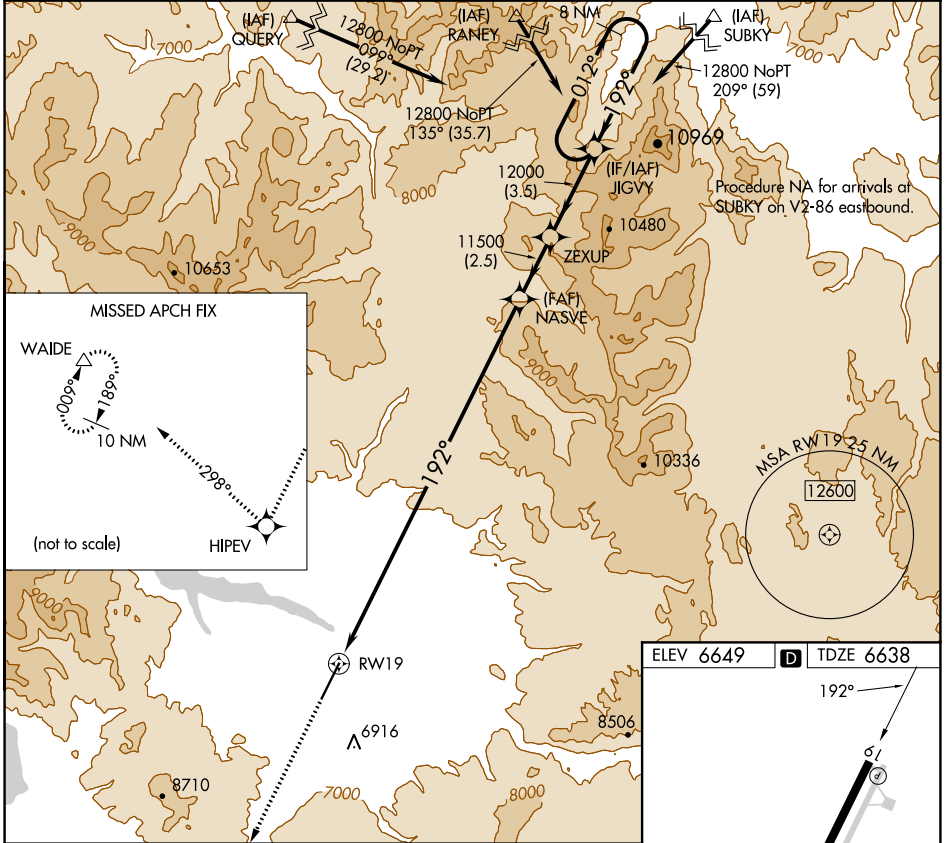 7000
(IAF)
QUERY
12800 NoPT
099°
(29.2)
(IAF)
RANEY
8 NM
(IAF)
SUBKY
7000
12800 NoPT
209° (59)
012°
192°
12800 NoPT
135° (35.7)
10969
8000
12000
(3.5)
(IF/IAF)
JIGVY
Procedure NA for arrivals at
SUBKY on V2-86 eastbound.
9000
10480
11500
(2.5)
ZEXUP
10653
(FAF)
NASVE
MISSED APCH FIX
WAIDE
009°
189°
10 NM
298°
HIPEV
(not to scale)
9000
192°
10336
MSA RW19 25 NM
12600
9000
RW19
6916
8506
8710
7000
8000
ELEV 6649
D
TDZE 6638
192°
19
P